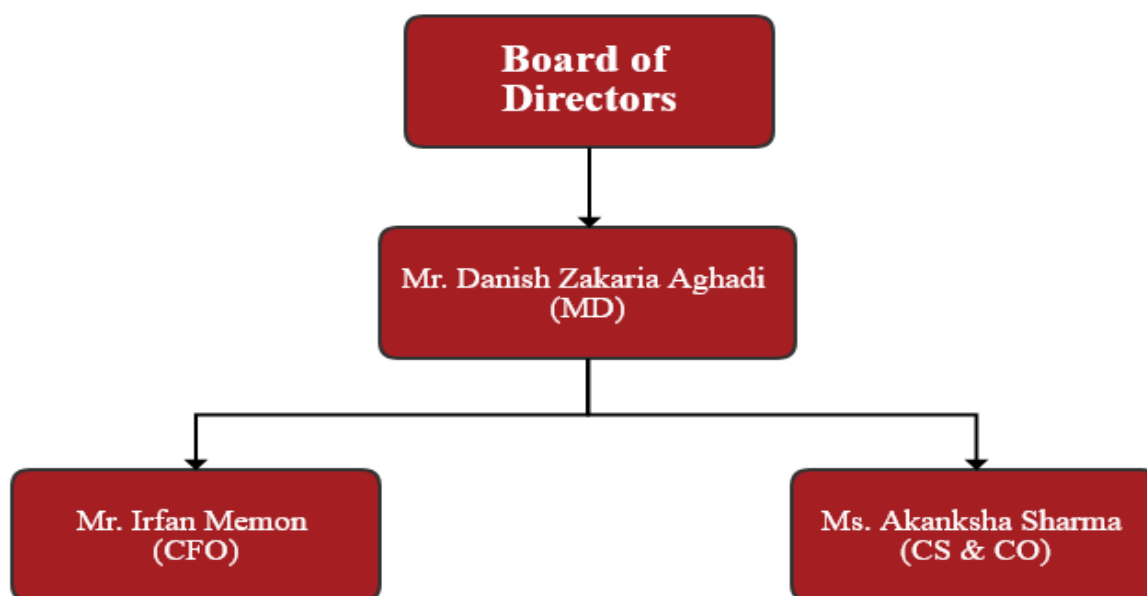 Board of
Directors
Mr. Danish Zakaria Aghadi
(MD)
Mr. Irfan Memon
(CFO)
Ms. Akanksha Sharma
(CS & CO)